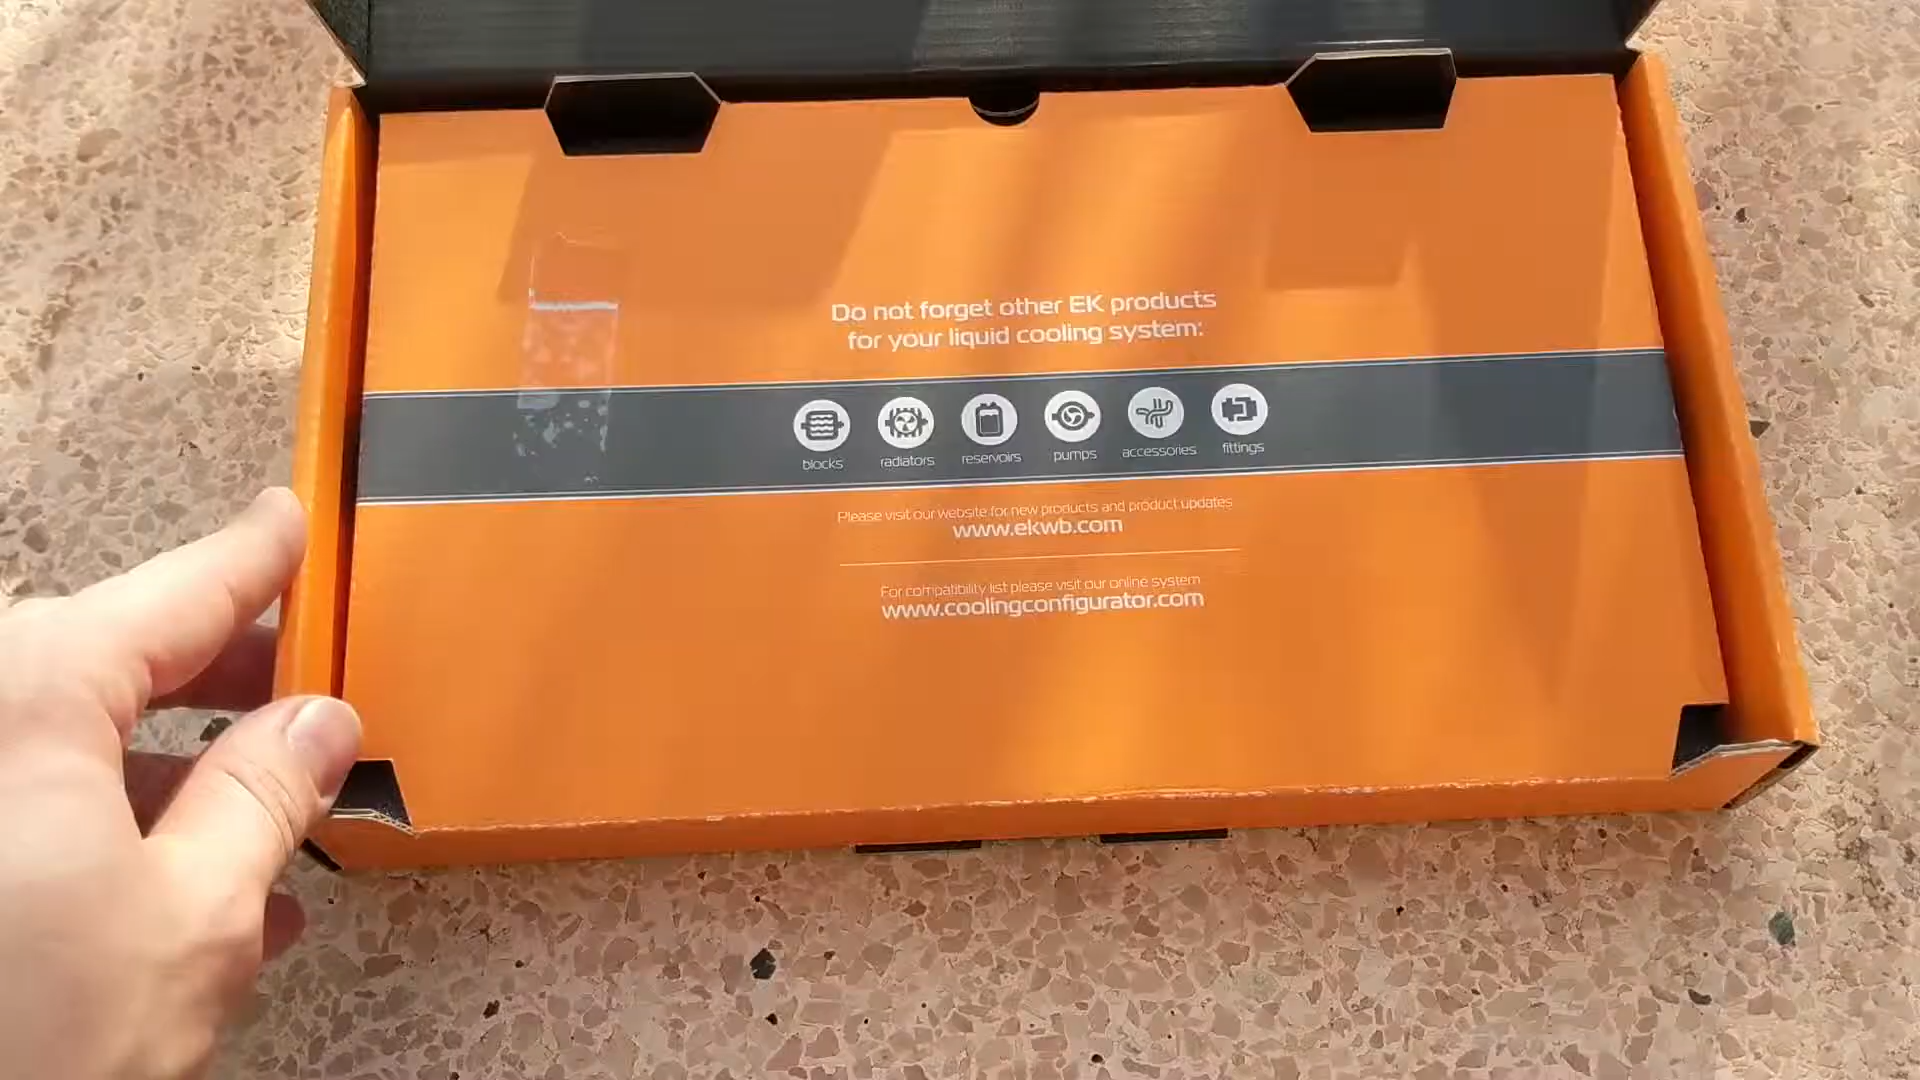 Do not forget other EK products
for your liquid cooling system:
blocks
radiators
reservoirs
pumps
accessories
fittings
Please visit our website for new products and product updates
www.ekwb.com
For compatibility list please visit our online system
www.coolingconfigurator.com